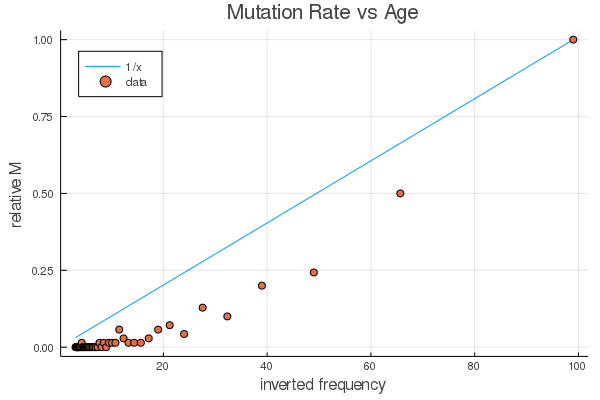 Mutation Rate vs Age
1.00
1/x
data
0.75
relative M
0.50
0.25
0.00
20
40
60
80
100
inverted frequency